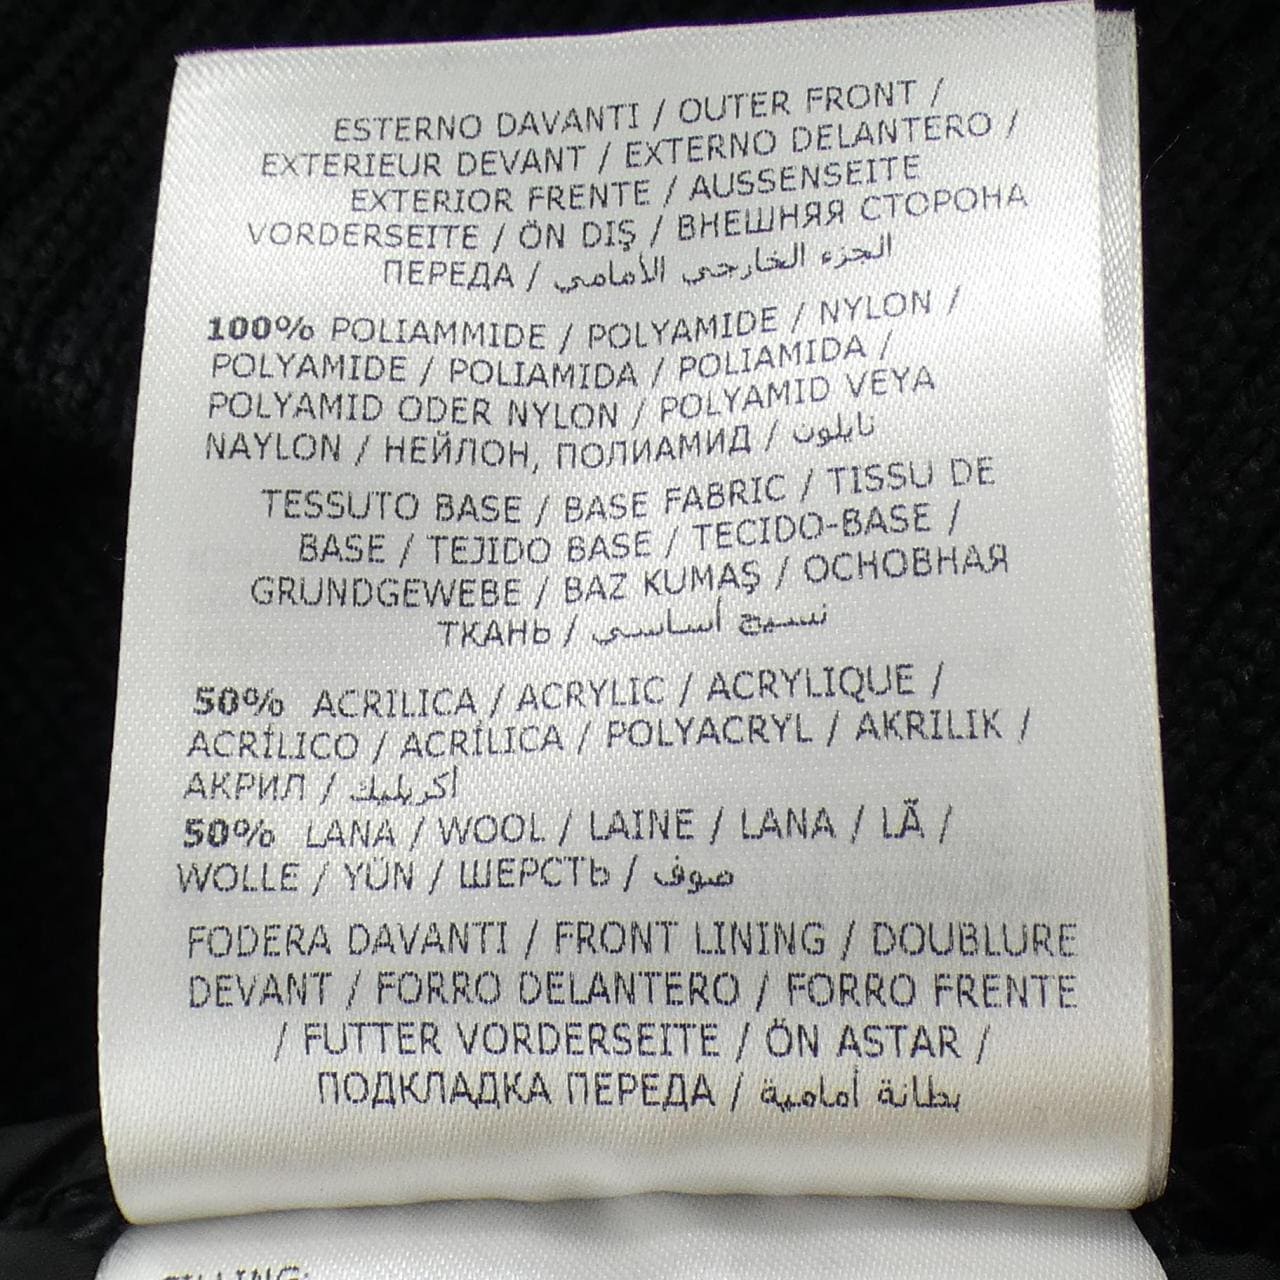 ESTERNO DAVANTI / OUTER FRONT /
EXTERIEUR DEVANT / EXTERNO DELANTERO /
EXTERIOR FRENTE / AUSSENSEITE
VORDERSEITE / ÖN DIŞ / ВНЕШНЯЯ СТОРОНА
ПЕРЕДА / الجزء الخارجي الأمامي
100% POLIAMMIDE / POLYAMIDE / NYLON /
POLYAMIDE / POLIAMIDA / POLIAMIDA /
POLYAMID ODER NYLON / POLYAMID VEYA
NAYLON / НЕЙЛОН, ПОЛИАМИД / نايلون
TESSUTO BASE / BASE FABRIC / TISSU DE
BASE / TEJIDO BASE / TECIDO-BASE /
GRUNDGEWEBE / BAZ KUMAŞ / ОСНОВНАЯ
ТКАНЬ / نسيج أساسي
50% ACRILICA / ACRYLIC / ACRYLIQUE /
ACRÍLICO / ACRÍLICA / POLYACRYL / AKRILIK /
АКРИЛ / أكريليك
50% LANA / WOOL / LAINE / LANA / LÃ /
WOLLE / YÜN / ШЕРСТЬ / صوف
FODERA DAVANTI / FRONT LINING / DOUBLURE
DEVANT / FORRO DELANTERO / FORRO FRENTE
/ FUTTER VORDERSEITE / ÖN ASTAR /
ПОДКЛАДКА ПЕРЕДА / بطانة أمامية
FILLING: